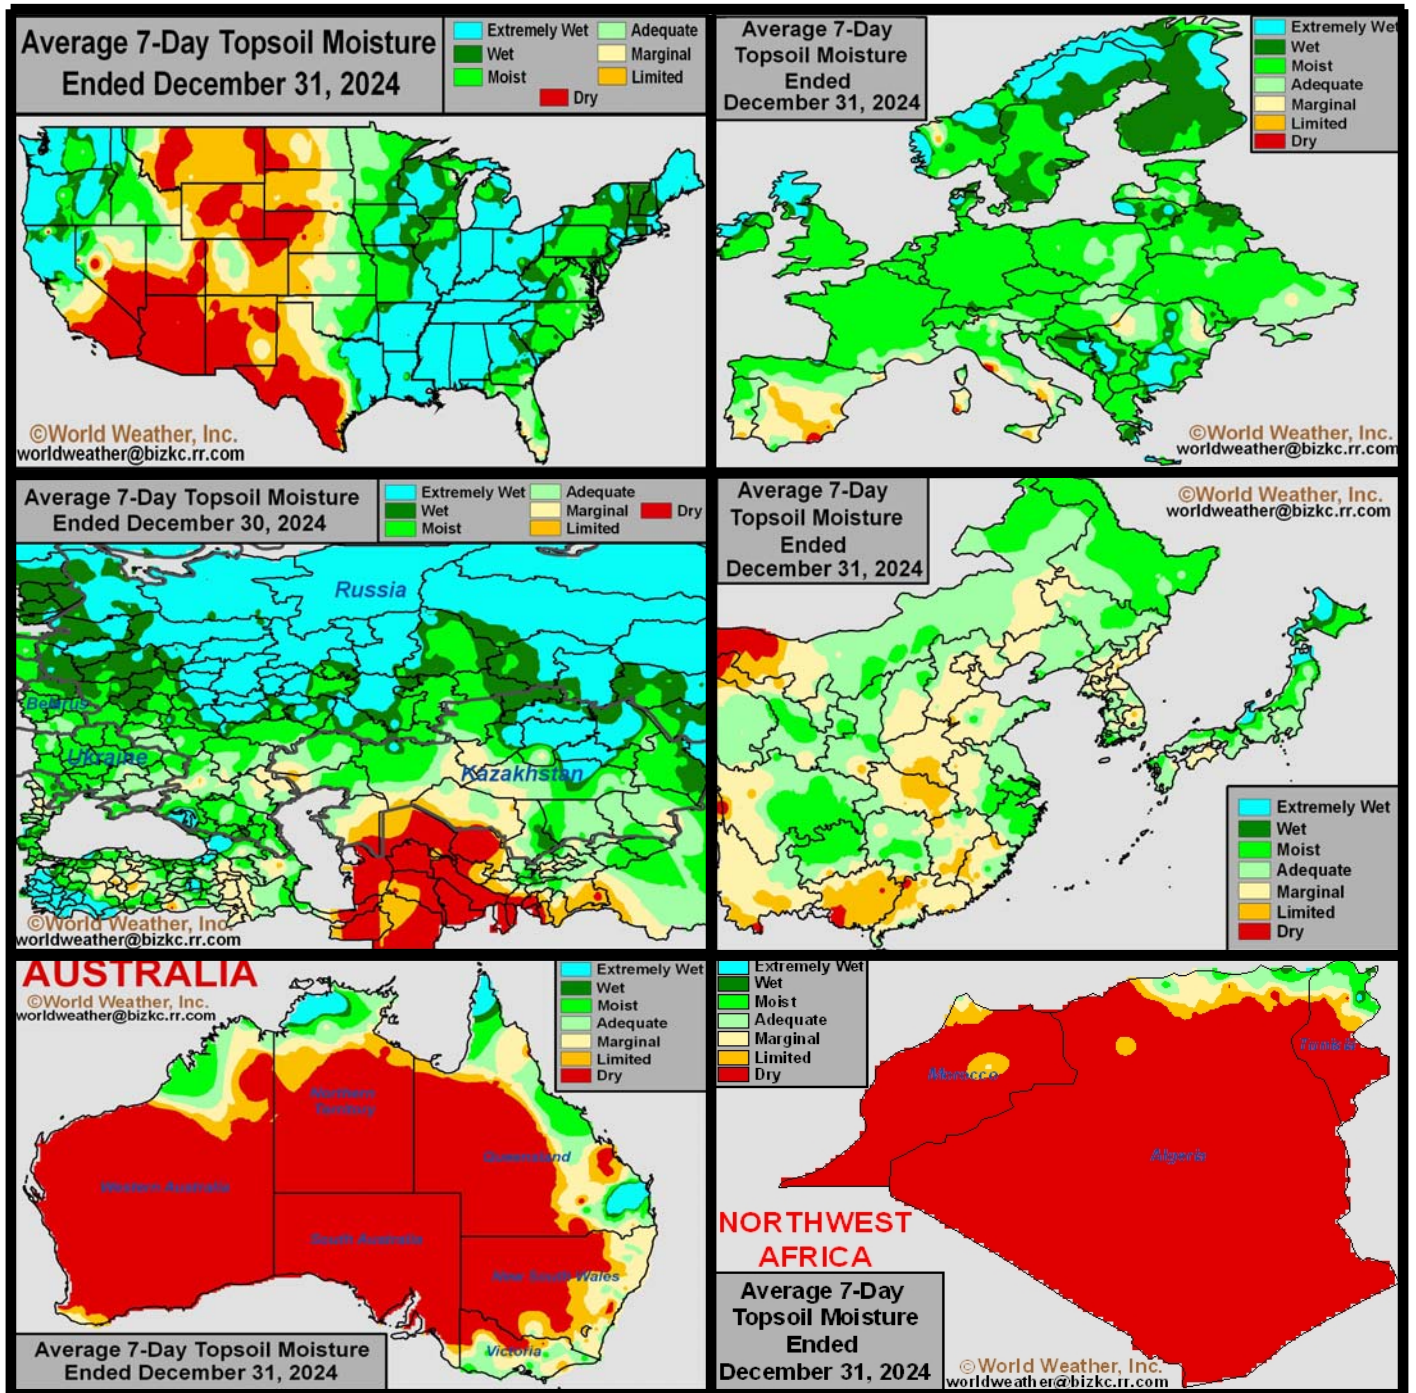 Average 7-Day Topsoil Moisture
Ended December 31, 2024
Extremely Wet
Wet
Moist
Adequate
Marginal
Limited
Dry
©World Weather, Inc.
worldweather@bizkc.rr.com
Average 7-Day
Topsoil Moisture
Ended
December 31, 2024
Extremely Wet
Wet
Moist
Adequate
Marginal
Limited
Dry
©World Weather, Inc.
worldweather@bizkc.rr.com
Average 7-Day Topsoil Moisture
Ended December 30, 2024
Extremely Wet
Wet
Moist
Adequate
Marginal
Limited
Dry
Russia
Belarus
Ukraine
Kazakhstan
©World Weather, Inc.
worldweather@bizkc.rr.com
Average 7-Day
Topsoil Moisture
Ended
December 31, 2024
©World Weather, Inc.
worldweather@bizkc.rr.com
Extremely Wet
Wet
Moist
Adequate
Marginal
Limited
Dry
AUSTRALIA
©World Weather, Inc.
worldweather@bizkc.rr.com
Extremely Wet
Wet
Moist
Adequate
Marginal
Limited
Dry
Northern
Territory
Queensland
Western Australia
South Australia
New South Wales
Victoria
Average 7-Day Topsoil Moisture
Ended December 31, 2024
Extremely Wet
Wet
Moist
Adequate
Marginal
Limited
Dry
Tunisia
Morocco
Algeria
NORTHWEST
AFRICA
Average 7-Day
Topsoil Moisture
Ended
December 31, 2024
©World Weather, Inc.
worldweather@bizkc.rr.com